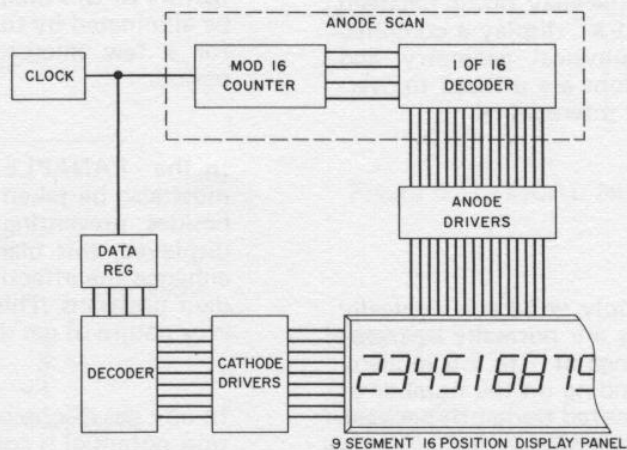 ANODE SCAN
CLOCK
MOD 16
COUNTER
1 OF 16
DECODER
ANODE
DRIVERS
DATA
REG
DECODER
CATHODE
DRIVERS
234516879
9 SEGMENT 16 POSITION DISPLAY PANEL